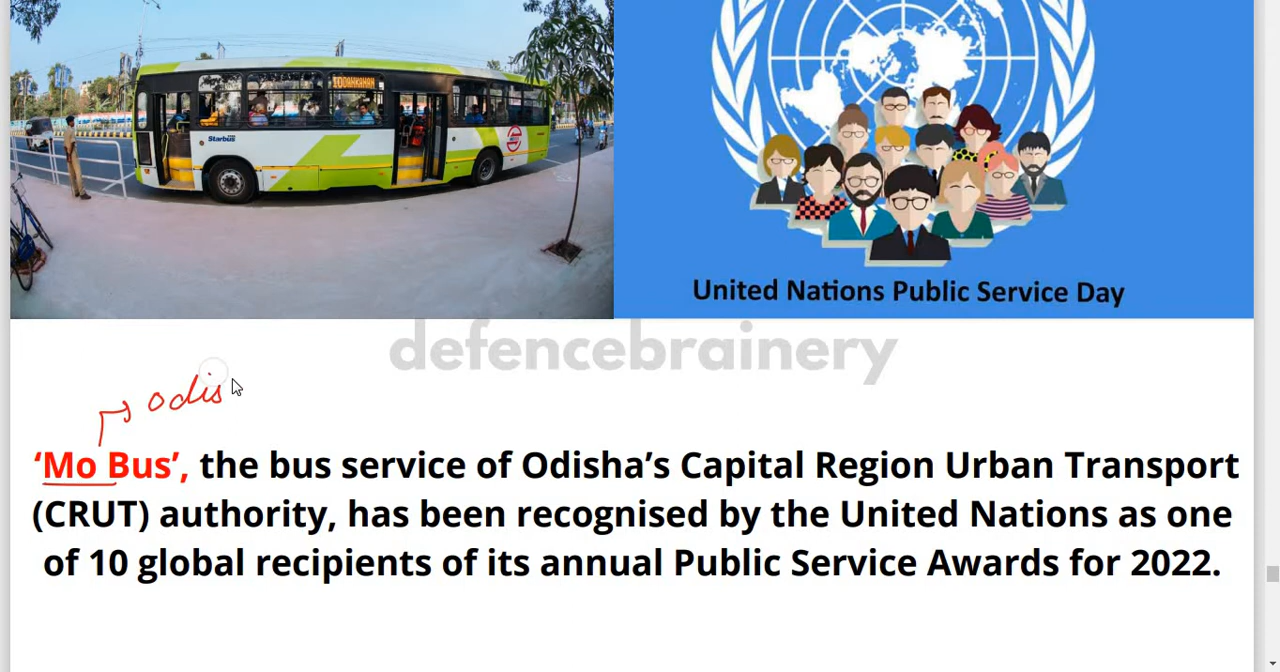 Starbus
United Nations Public Service Day
defencebrainery
odis
‘Mo Bus’, the bus service of Odisha’s Capital Region Urban Transport
(CRUT) authority, has been recognised by the United Nations as one
of 10 global recipients of its annual Public Service Awards for 2022.